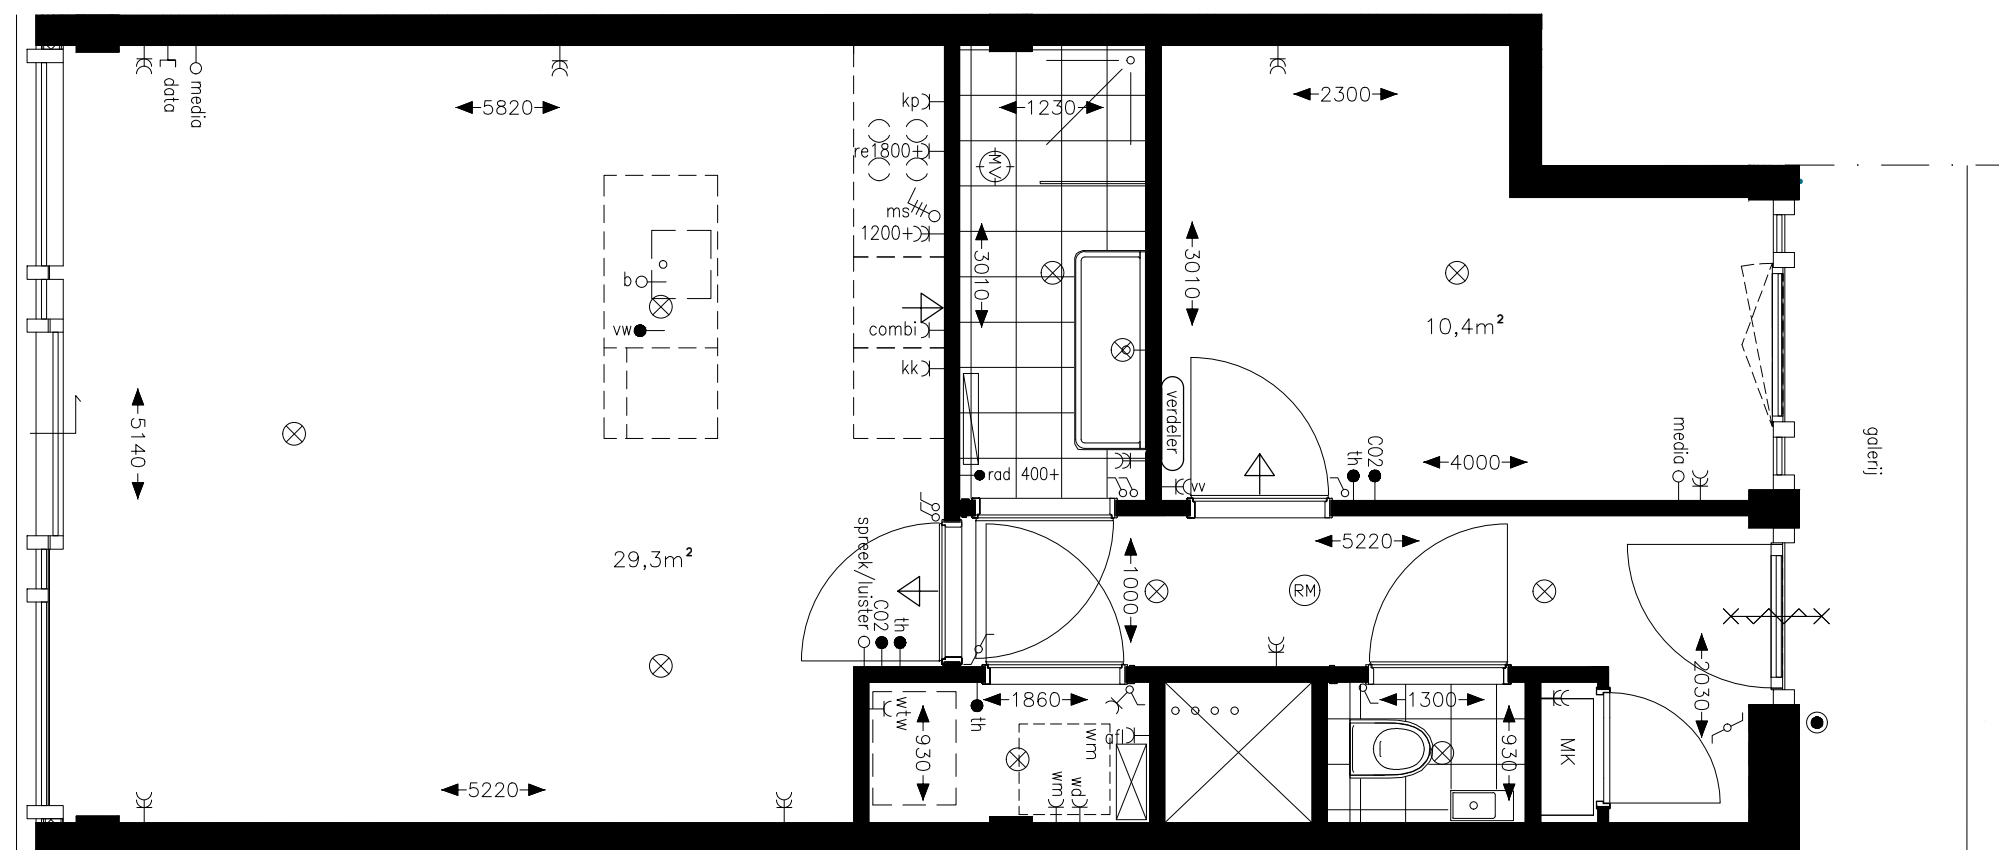 data
media
5820
kp
re1800+
ms
1200+
combi
kk
b
vw
5140
29,3m²
5220
1230
MV
3010
rad 400+
2300
3010
10,4m²
verdeler
vv
th
CO2
4000
media
galerij
spreek/luister
CO2
th
1000
RM
5220
2030
wtw
930
th
1860
wm
afl
wm
wd
1300
930
MK